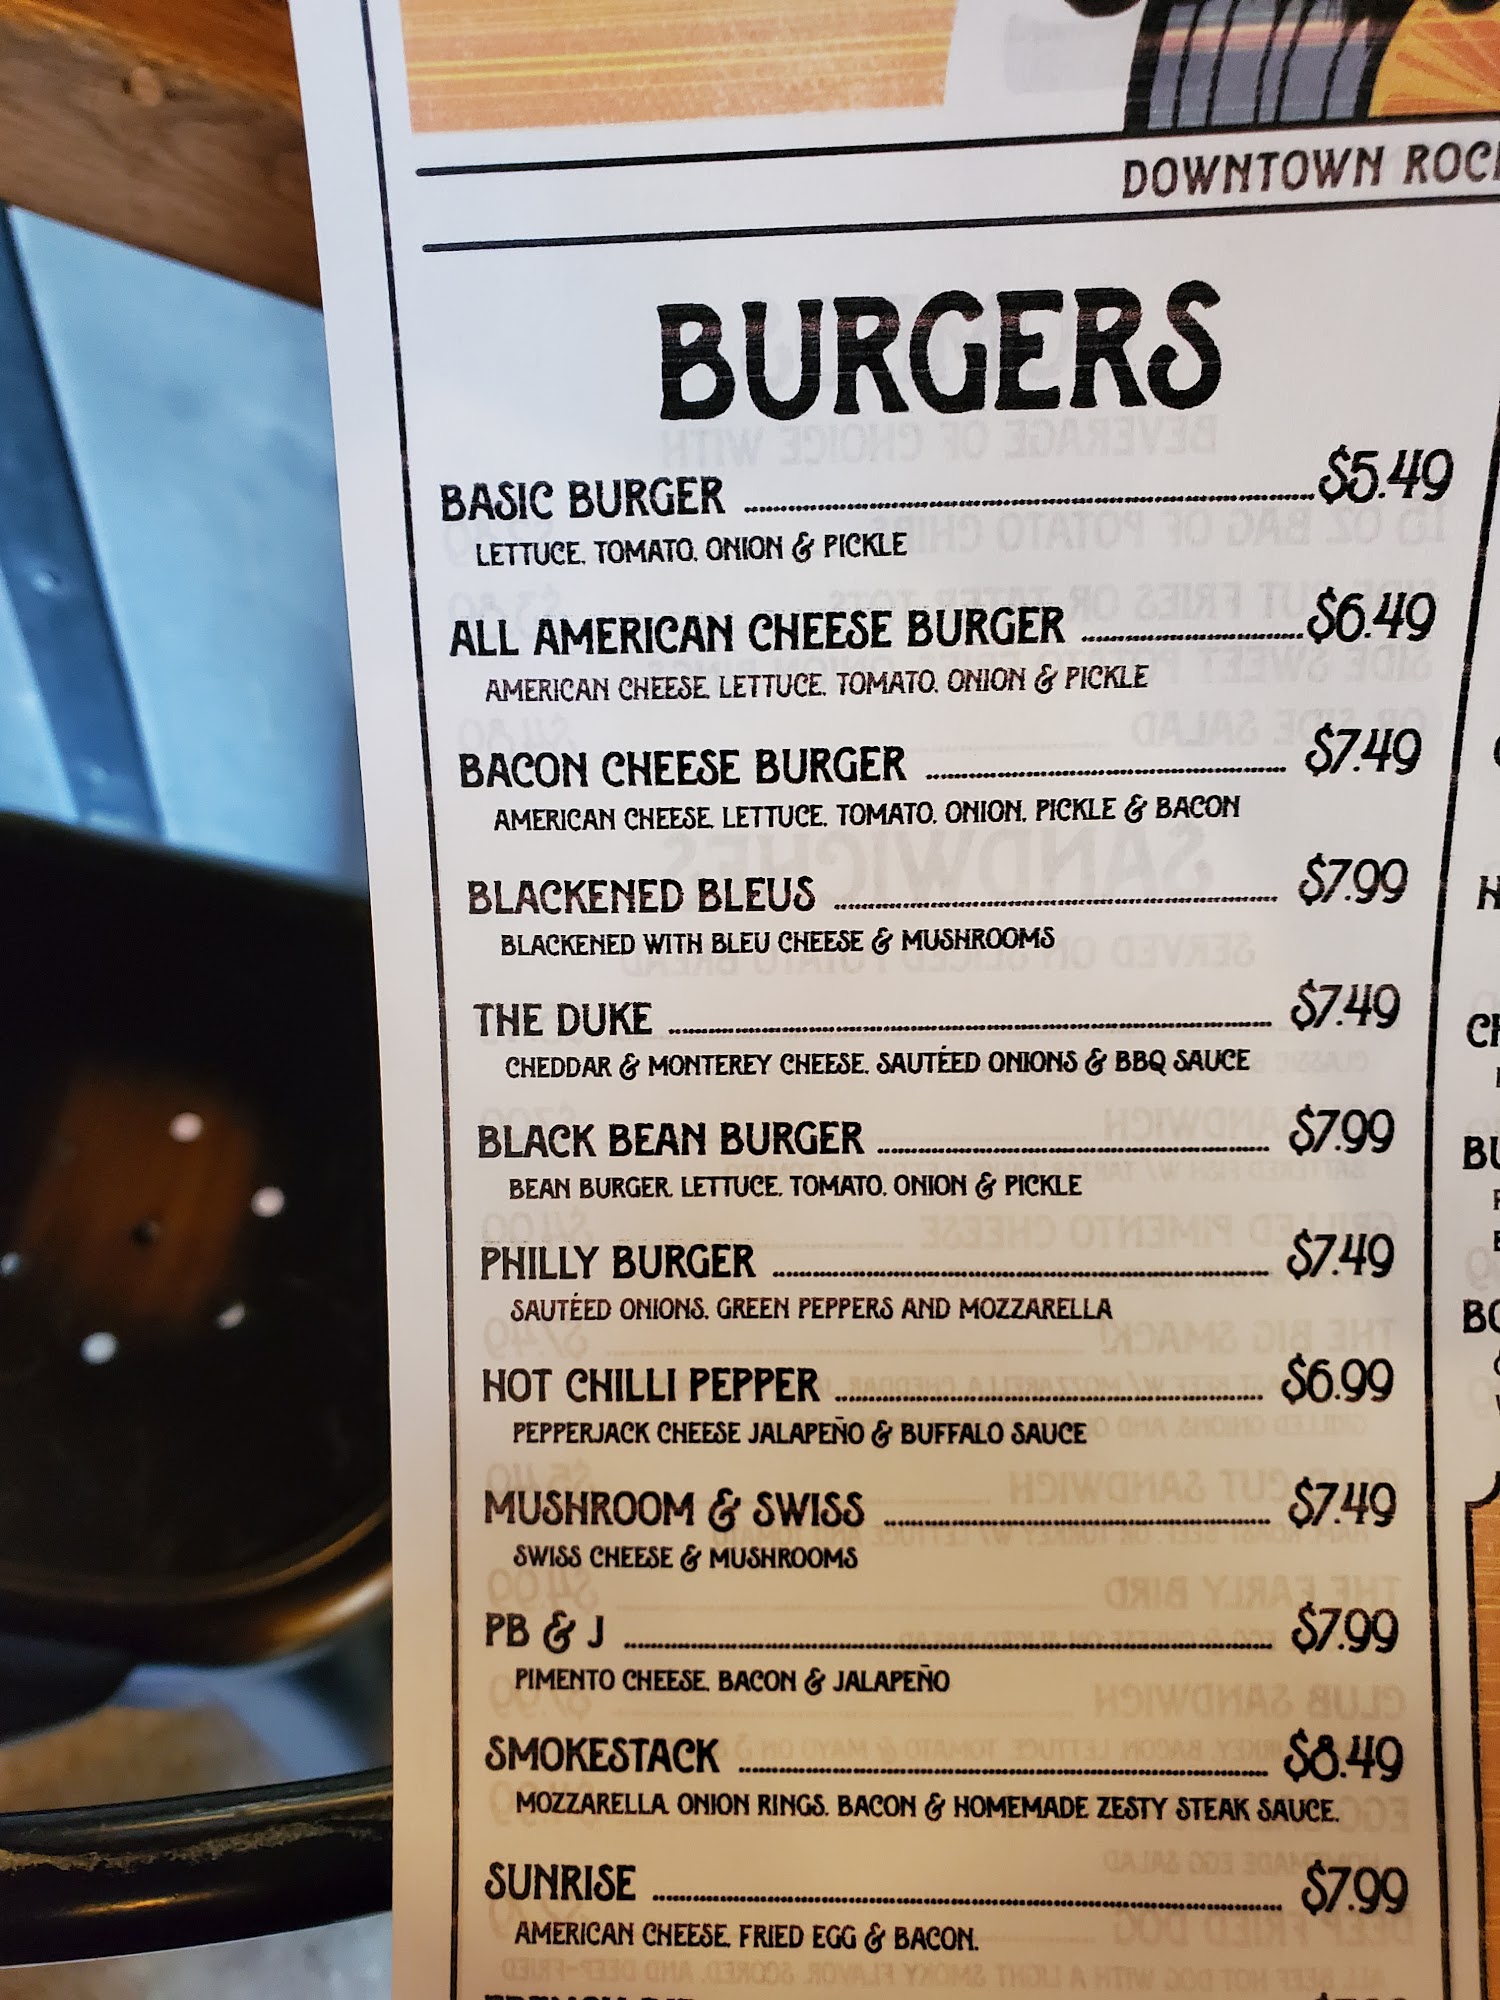 DOWNTOWN
BURGERS
BASIC BURGER $5.49
LETTUCE, TOMATO, ONION & PICKLE
ALL AMERICAN CHEESE BURGER $6.49
AMERICAN CHEESE, LETTUCE, TOMATO, ONION & PICKLE
BACON CHEESE BURGER $7.49
AMERICAN CHEESE, LETTUCE, TOMATO, ONION, PICKLE & BACON
BLACKENED BLEUS $7.99
BLACKENED WITH BLEU CHEESE & MUSHROOMS
THE DUKE $7.49
CHEDDAR & MONTEREY CHEESE, SAUTÉED ONIONS & BBQ SAUCE
BLACK BEAN BURGER $7.99
BEAN BURGER, LETTUCE, TOMATO, ONION & PICKLE
PHILLY BURGER $7.49
SAUTÉED ONIONS, GREEN PEPPERS AND MOZZARELLA
HOT CHILLI PEPPER $6.99
PEPPERJACK CHEESE JALAPEÑO & BUFFALO SAUCE
MUSHROOM & SWISS $7.49
SWISS CHEESE & MUSHROOMS
PB & J $7.99
PIMENTO CHEESE, BACON & JALAPEÑO
SMOKESTACK $8.49
MOZZARELLA, ONION RINGS, BACON & HOMEMADE ZESTY STEAK SAUCE.
SUNRISE $7.99
AMERICAN CHEESE, FRIED EGG & BACON.